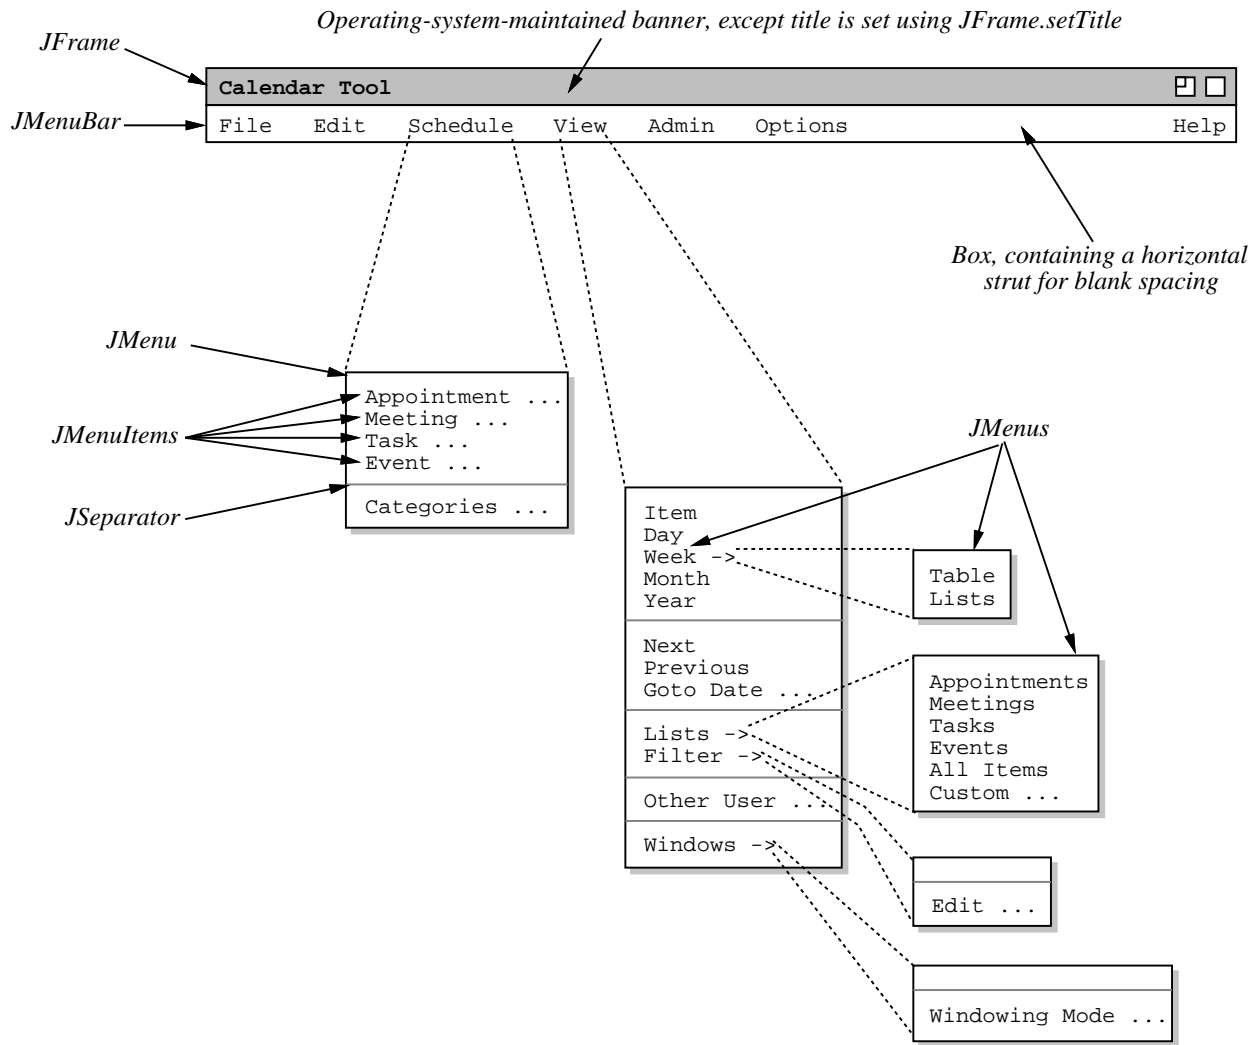 Operating-system-maintained banner, except title is set using JFrame.setTitle
JFrame
Calendar Tool
JMenuBar
File Edit Schedule View Admin Options Help
Box, containing a horizontal
strut for blank spacing
JMenu
Appointment ...
Meeting ...
JMenuItems
Task ...
Event ...
JSeparator
Categories ...
JMenus
Item
Day
Week ->
Month
Year
Table
Lists
Next
Previous
Goto Date ...
Lists ->
Filter ->
Other User ...
Windows ->
Appointments
Meetings
Tasks
Events
All Items
Custom ...
Edit ...
Windowing Mode ...